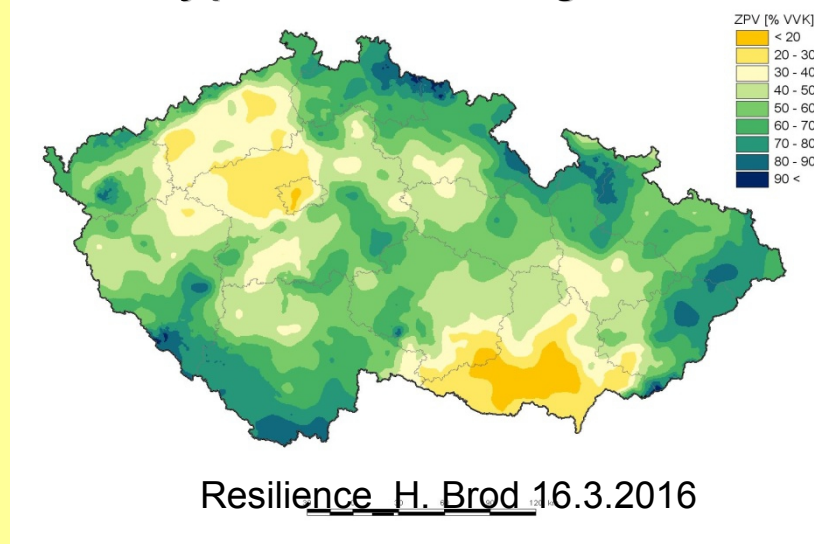 ZPV [% VVK]
< 20
20 - 30
30 - 40
40 - 50
50 - 60
60 - 70
70 - 80
80 - 90
90 <
Resilience_H. Brod 16.3.2016